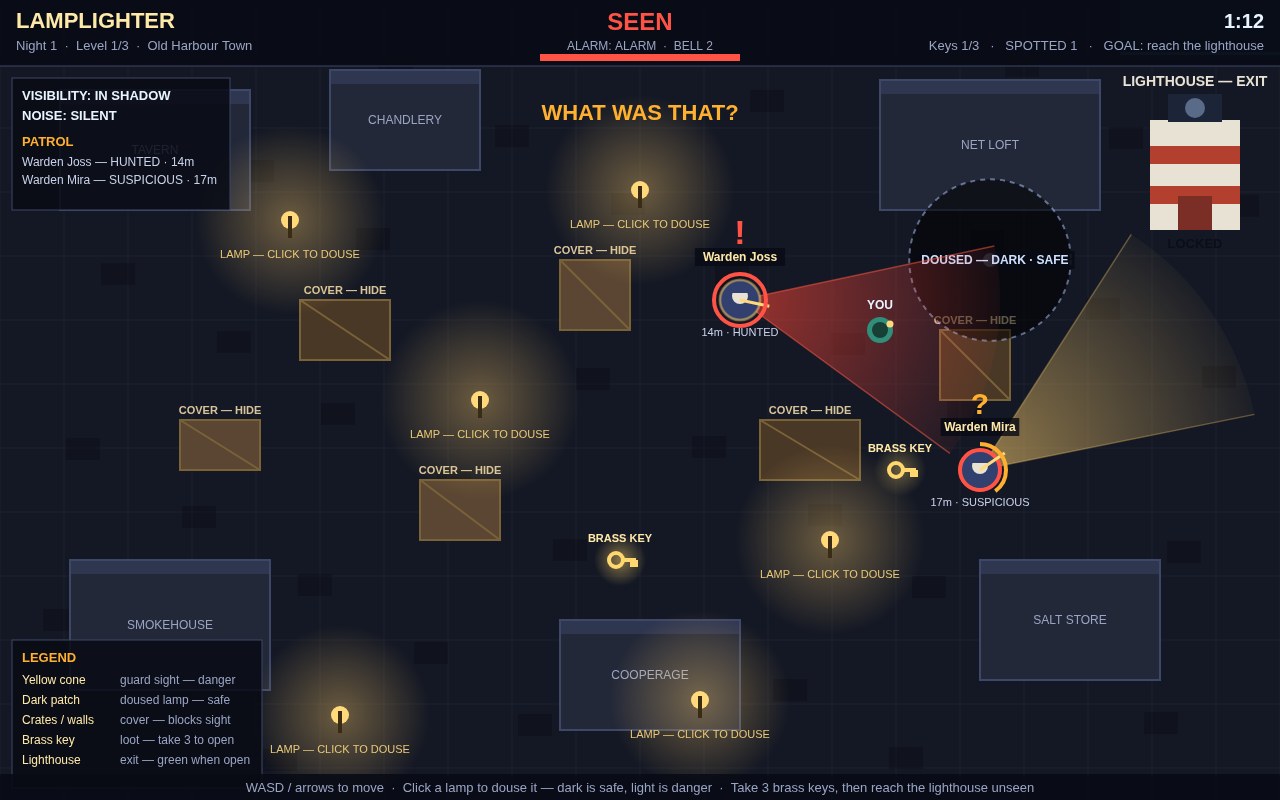 LAMPLIGHTER
SEEN
1:12
Night 1 · Level 1/3 · Old Harbour Town
ALARM: ALARM · BELL 2
Keys 1/3 · SPOTTED 1 · GOAL: reach the lighthouse
VISIBILITY: IN SHADOW
NOISE: SILENT
PATROL
TAVERN
Warden Joss — HUNTED · 14m
Warden Mira — SUSPICIOUS · 17m
CHANDLERY
WHAT WAS THAT?
NET LOFT
LIGHTHOUSE — EXIT
LOCKED
LAMP — CLICK TO DOUSE
LAMP — CLICK TO DOUSE
!
Warden Joss
14m · HUNTED
DOUSED — DARK · SAFE
COVER — HIDE
COVER — HIDE
YOU
COVER — HIDE
?
Warden Mira
17m · SUSPICIOUS
COVER — HIDE
LAMP — CLICK TO DOUSE
COVER — HIDE
BRASS KEY
COVER — HIDE
BRASS KEY
LAMP — CLICK TO DOUSE
SMOKEHOUSE
COOPERAGE
SALT STORE
LAMP — CLICK TO DOUSE
LAMP — CLICK TO DOUSE
LEGEND
Yellow cone guard sight — danger
Dark patch doused lamp — safe
Crates / walls cover — blocks sight
Brass key loot — take 3 to open
Lighthouse exit — green when open
WASD / arrows to move · Click a lamp to douse it — dark is safe, light is danger · Take 3 brass keys, then reach the lighthouse unseen